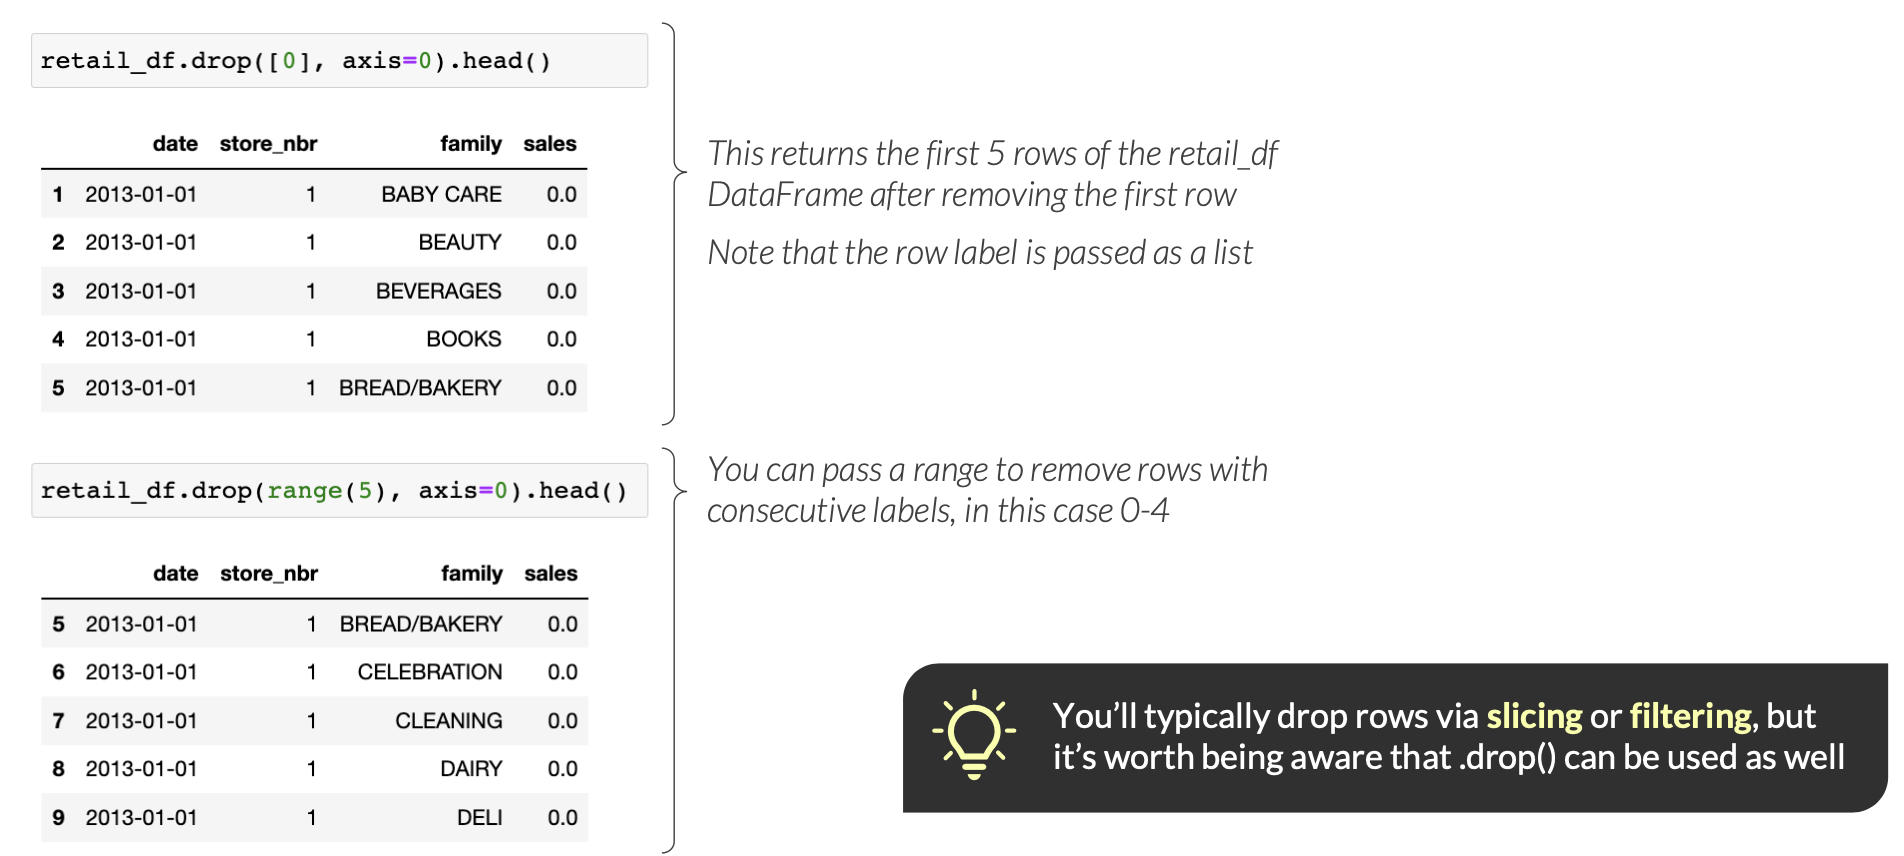 retail_df.drop([0], axis=0).head()
date store_nbr family sales
1 2013-01-01 1 BABY CARE 0.0
2 2013-01-01 1 BEAUTY 0.0
3 2013-01-01 1 BEVERAGES 0.0
4 2013-01-01 1 BOOKS 0.0
5 2013-01-01 1 BREAD/BAKERY 0.0
This returns the first 5 rows of the retail_df
DataFrame after removing the first row
Note that the row label is passed as a list
retail_df.drop(range(5), axis=0).head()
date store_nbr family sales
5 2013-01-01 1 BREAD/BAKERY 0.0
6 2013-01-01 1 CELEBRATION 0.0
7 2013-01-01 1 CLEANING 0.0
8 2013-01-01 1 DAIRY 0.0
9 2013-01-01 1 DELI 0.0
You can pass a range to remove rows with
consecutive labels, in this case 0-4
You’ll typically drop rows via slicing or filtering, but
it’s worth being aware that .drop() can be used as well